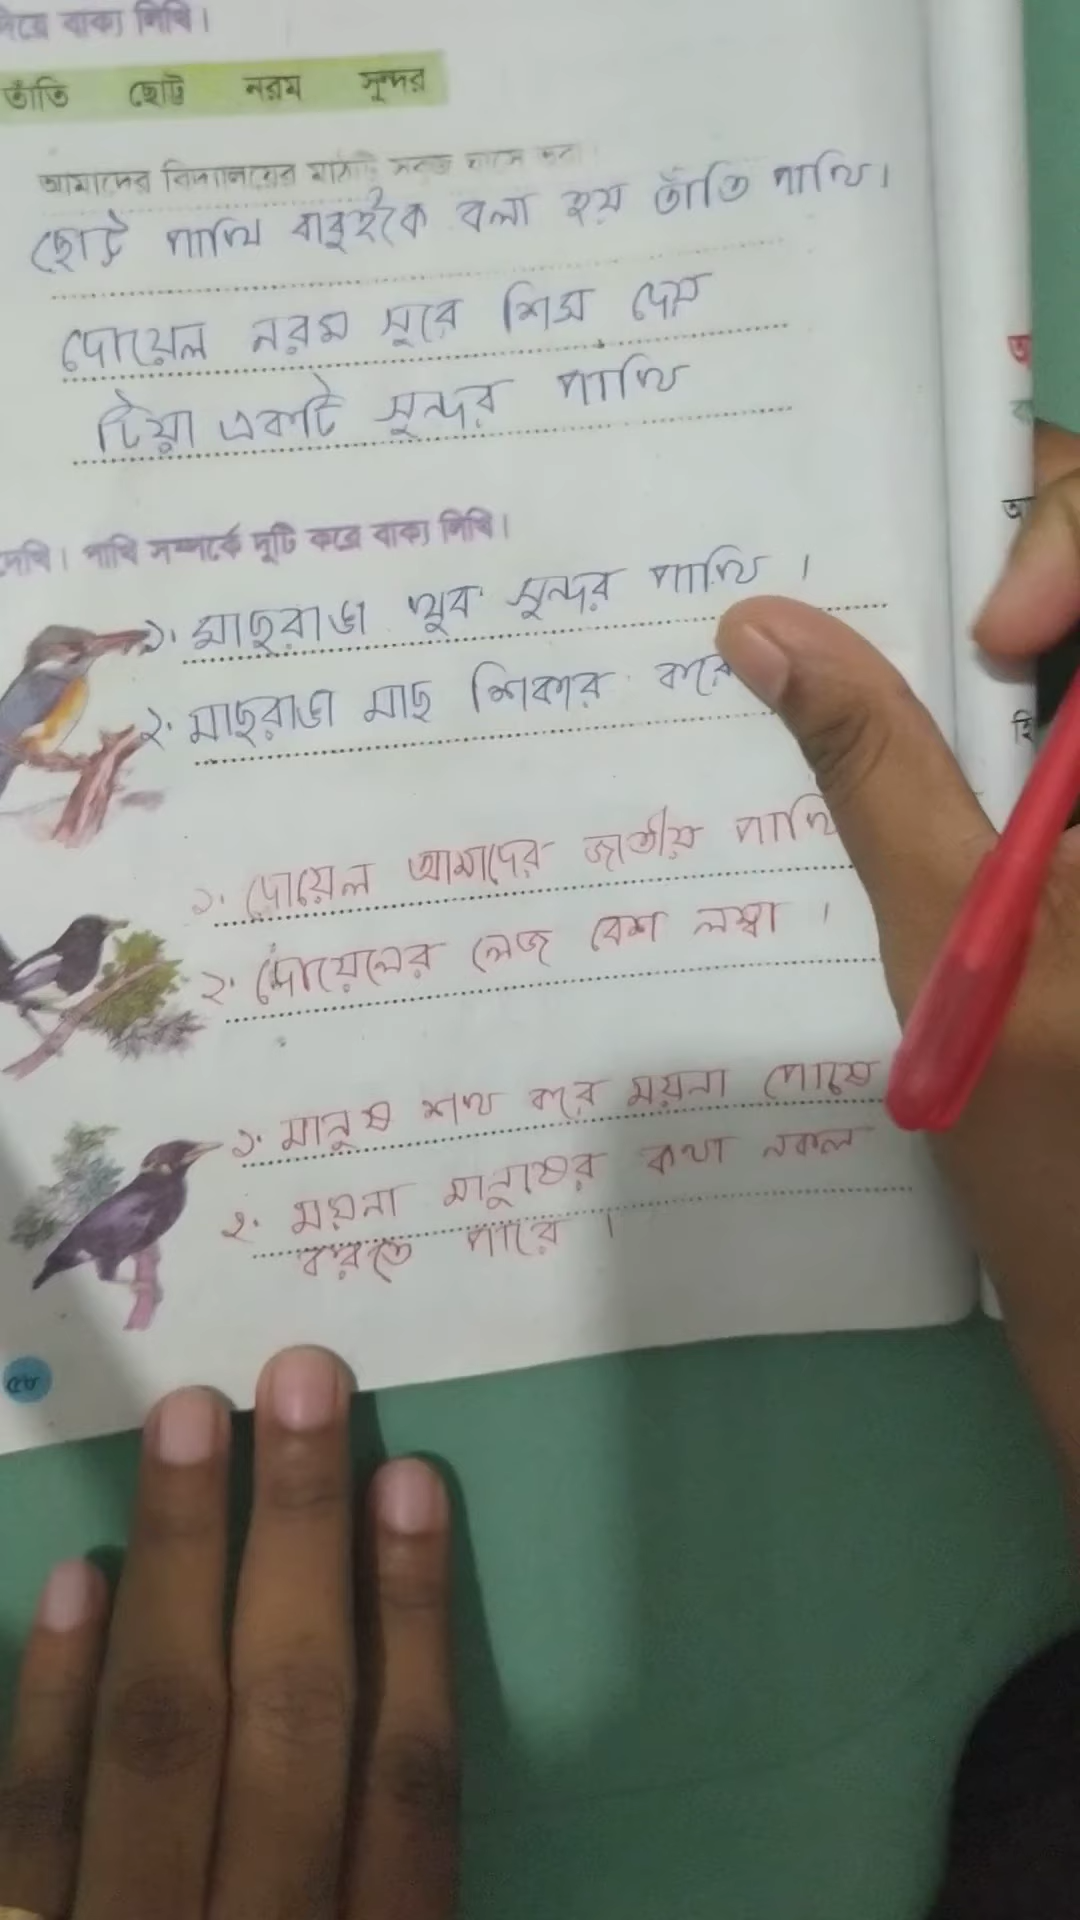 দিয়ে বাক্য লিখি।
তাঁতি ছোট্ট নরম সুন্দর
আমাদের বিদ্যালয়ের মাঠটি সবুজ ঘাসে ভরা।
ছোট্ট পাখি বাবুইকে বলা হয় তাঁতি পাখি।
দোয়েল নরম সুরে শিস দেয়
টিয়া একটি সুন্দর পাখি
দেখি। পাখি সম্পর্কে দুটি করে বাক্য লিখি।
১. মাছরাঙা খুব সুন্দর পাখি ।
২. মাছরাঙা মাছ শিকার করে
১. দোয়েল আমাদের জাতীয় পাখি
২. দোয়েলের লেজ বেশ লম্বা ।
১. মানুষ শখ করে ময়না পোষে
২. ময়না মানুষের কথা নকল
করতে পারে ।
৫৮